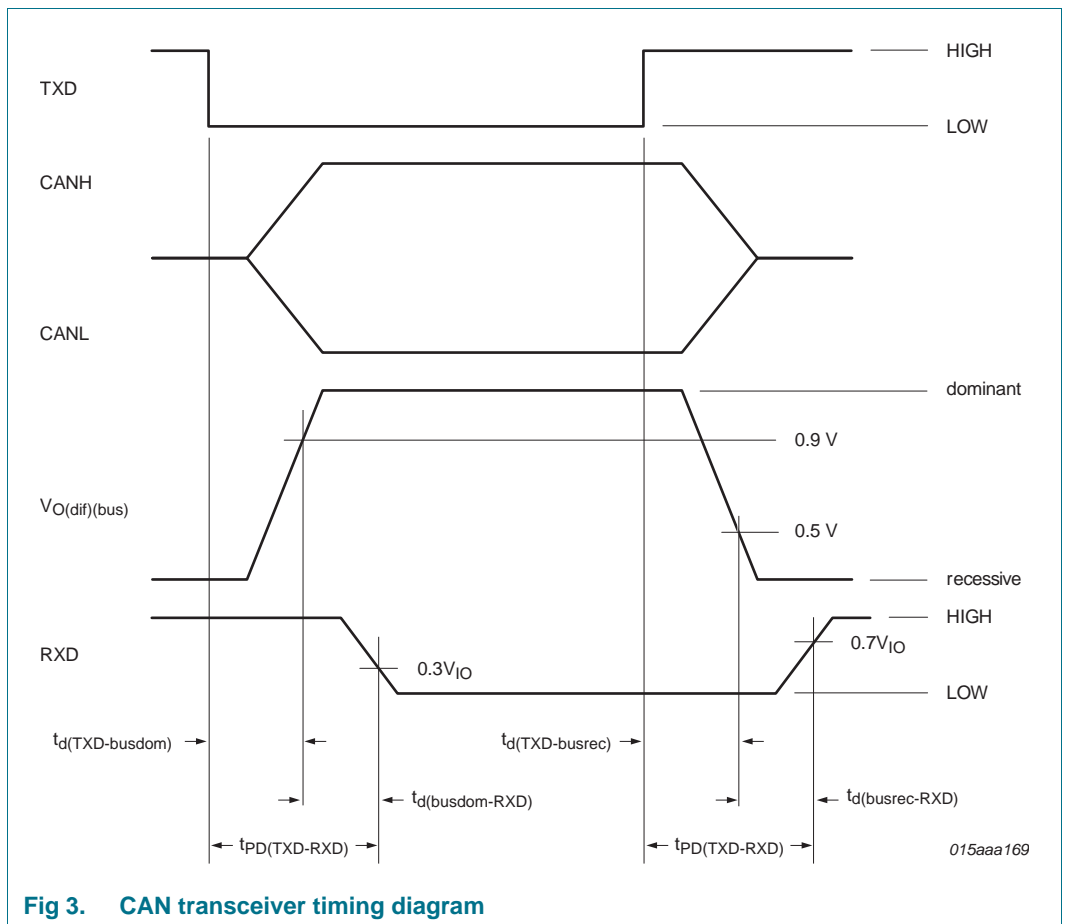 HIGH
TXD
LOW
CANH
CANL
dominant
0.9 V
VO(dif)(bus)
0.5 V
recessive
HIGH
RXD
0.7VIO
0.3VIO
LOW
td(TXD-busdom)
td(TXD-busrec)
td(busdom-RXD)
td(busrec-RXD)
tPD(TXD-RXD)
tPD(TXD-RXD)
015aaa169
Fig 3. CAN transceiver timing diagram